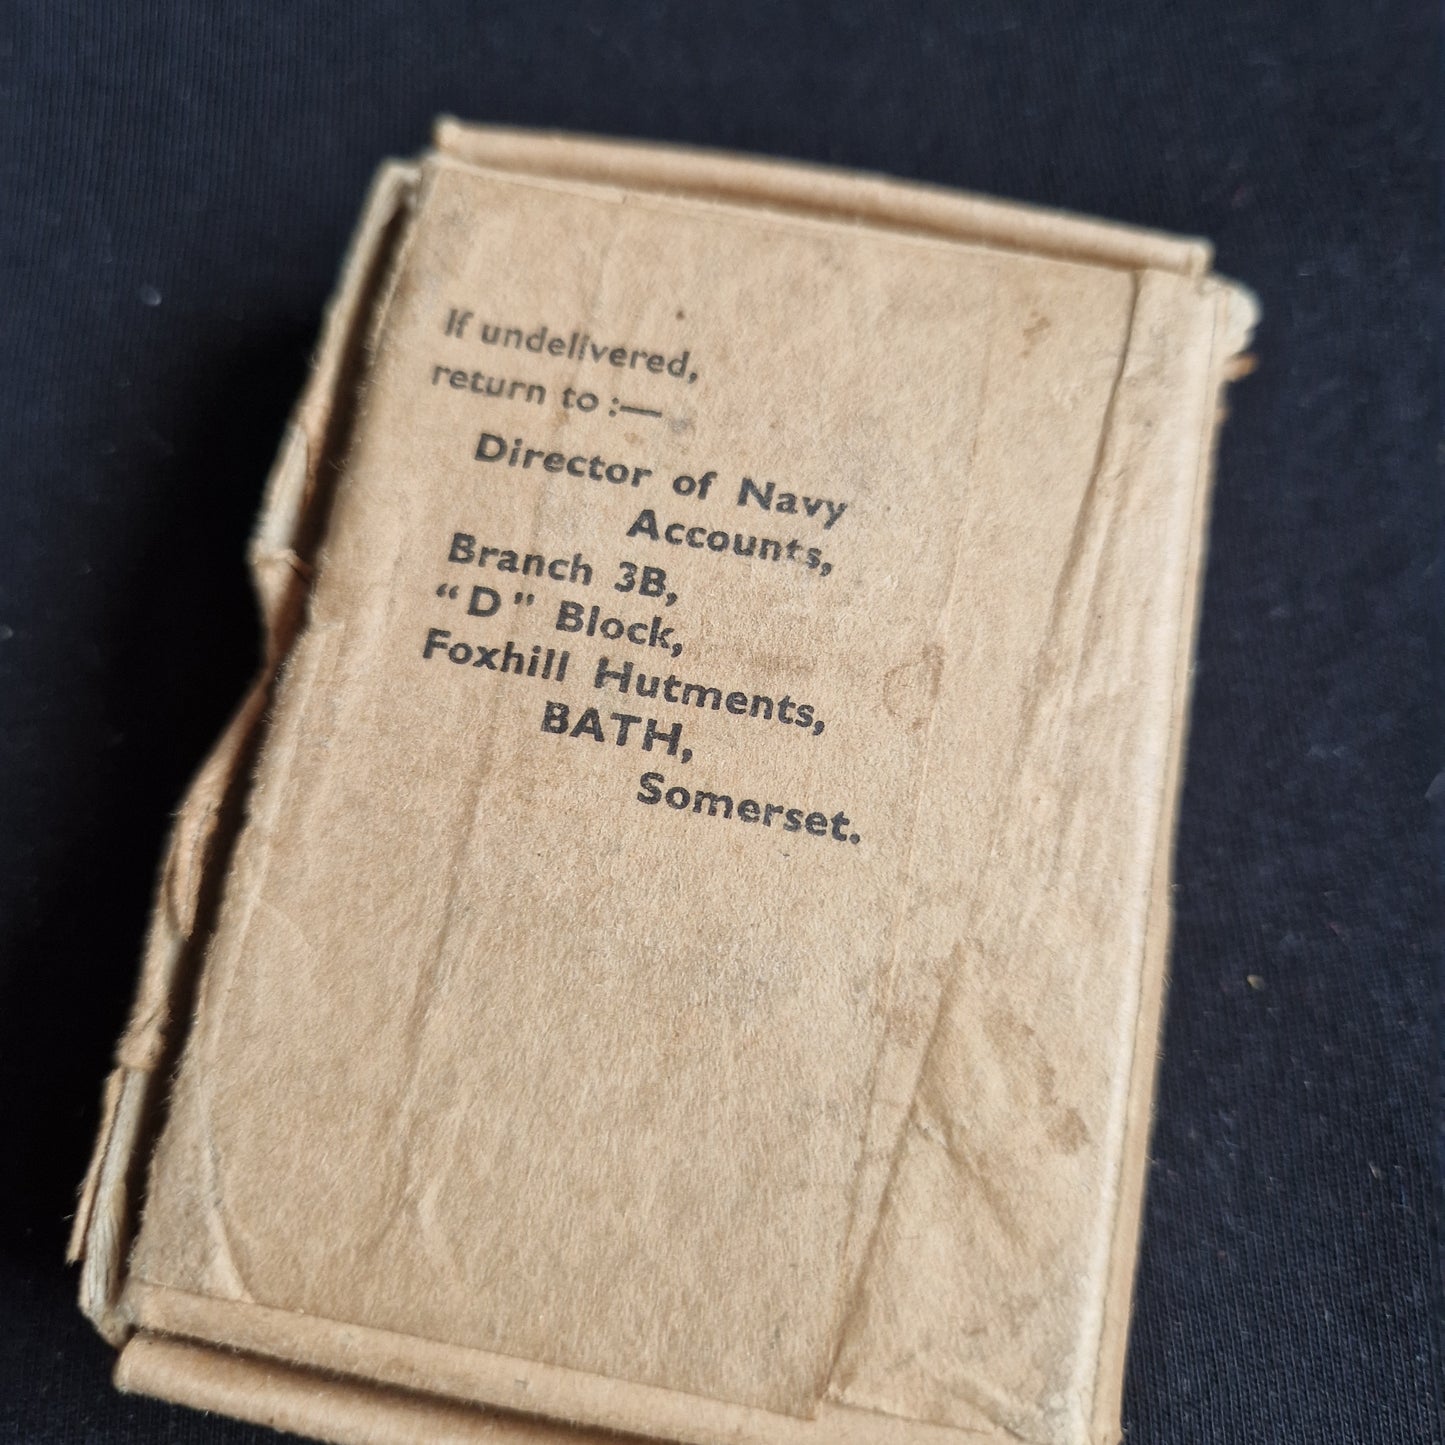 If undelivered,
return to :—
Director of Navy
Accounts,
Branch 3B,
“D" Block,
Foxhill Hutments,
BATH,
Somerset.